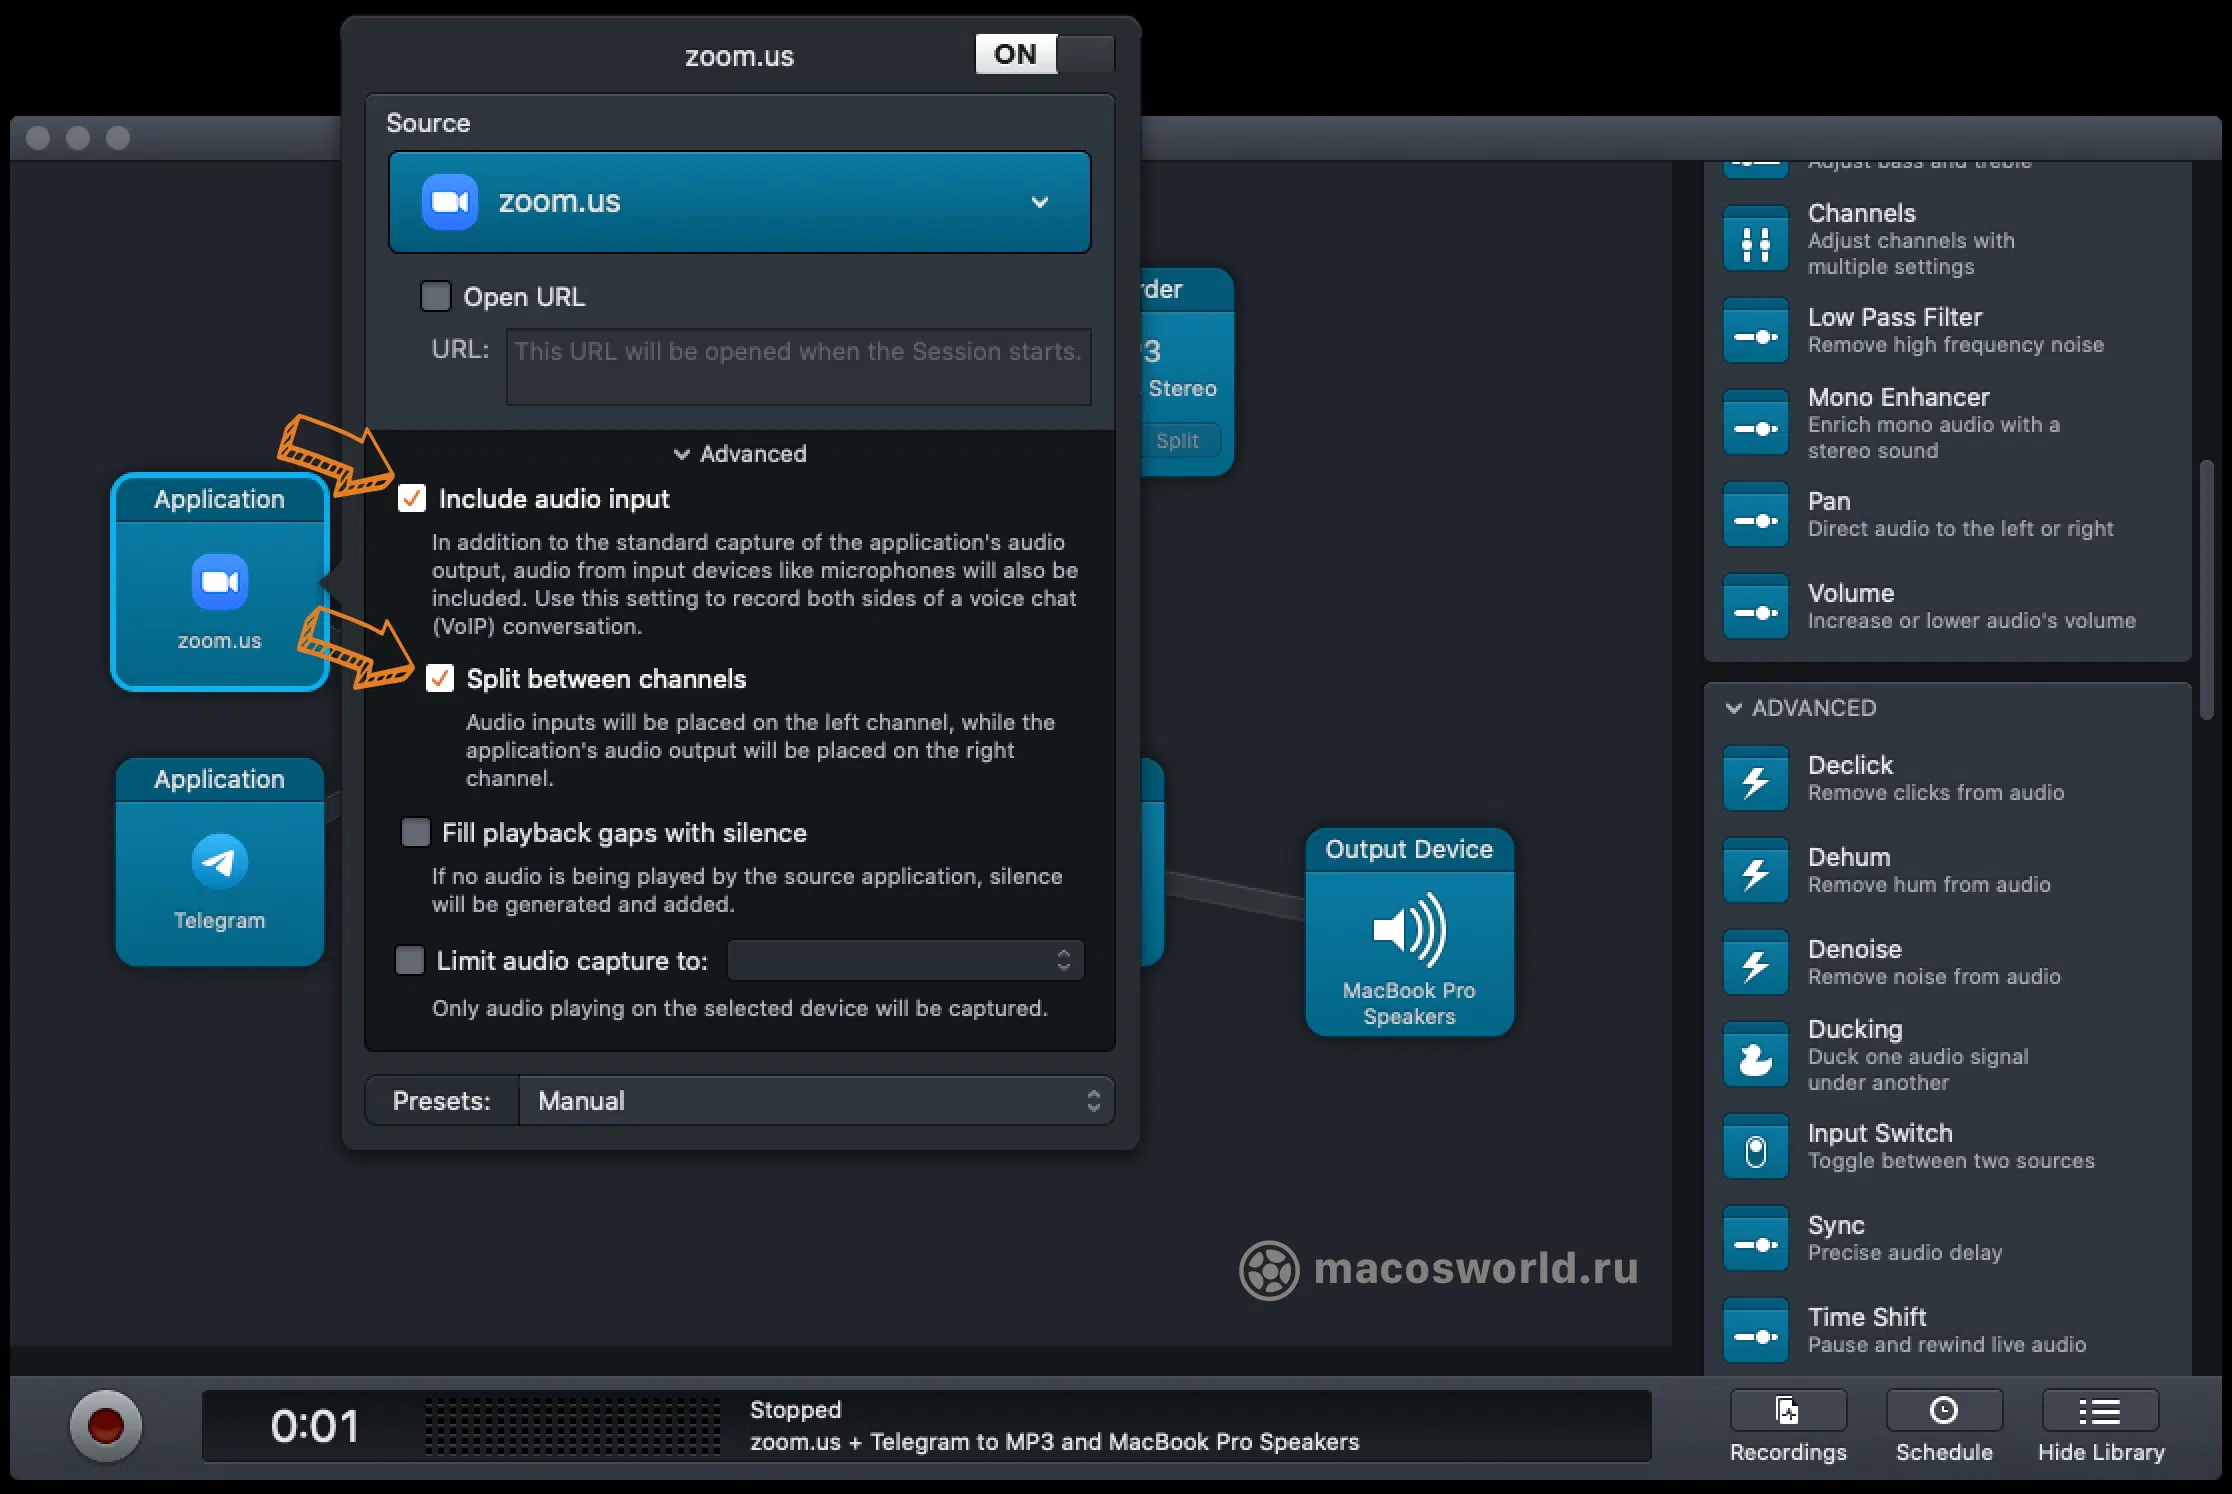 zoom.us
ON
Source
zoom.us
Open URL
URL:
This URL will be opened when the Session starts.
Advanced
Include audio input
In addition to the standard capture of the application's audio
output, audio from input devices like microphones will also be
included. Use this setting to record both sides of a voice chat
(VoIP) conversation.
Split between channels
Audio inputs will be placed on the left channel, while the
application's audio output will be placed on the right
channel.
Fill playback gaps with silence
If no audio is being played by the source application, silence
will be generated and added.
Limit audio capture to:
Only audio playing on the selected device will be captured.
Presets:
Manual
Application
zoom.us
Application
Telegram
rder
3
Stereo
Split
Output Device
MacBook Pro
Speakers
macosworld.ru
Adjust bass and treble
Channels
Adjust channels with
multiple settings
Low Pass Filter
Remove high frequency noise
Mono Enhancer
Enrich mono audio with a
stereo sound
Pan
Direct audio to the left or right
Volume
Increase or lower audio's volume
ADVANCED
Declick
Remove clicks from audio
Dehum
Remove hum from audio
Denoise
Remove noise from audio
Ducking
Duck one audio signal
under another
Input Switch
Toggle between two sources
Sync
Precise audio delay
Time Shift
Pause and rewind live audio
0:01
Stopped
zoom.us + Telegram to MP3 and MacBook Pro Speakers
Recordings
Schedule
Hide Library